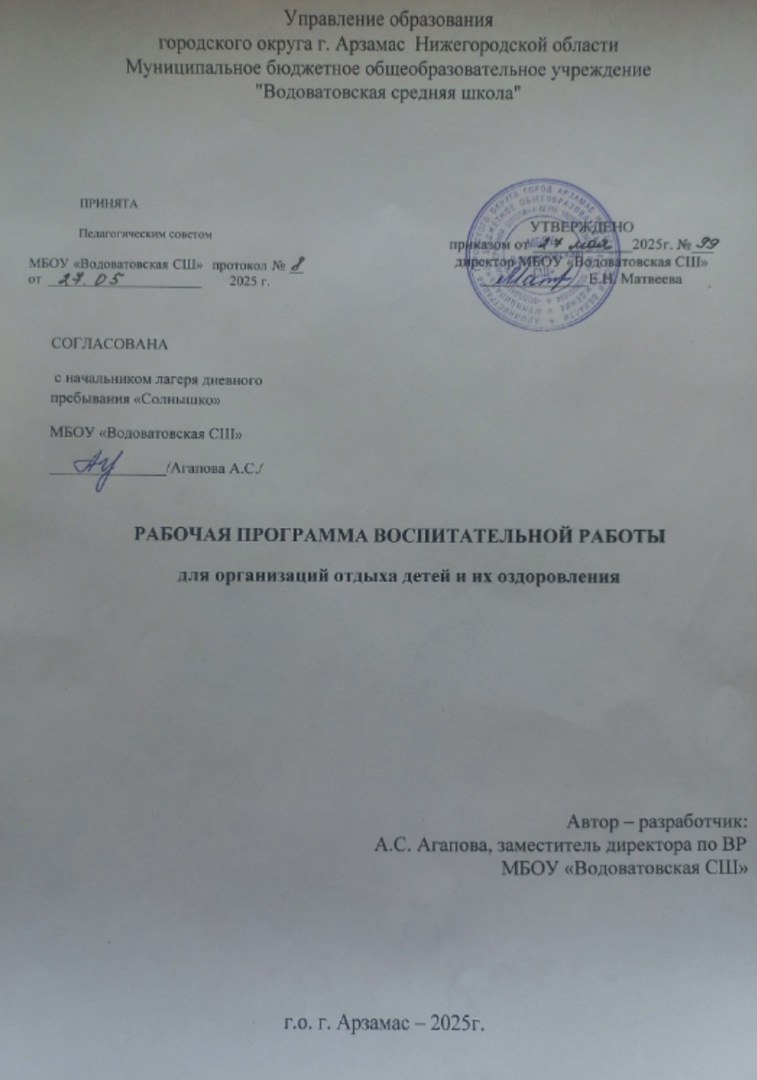 Управление образования
городского округа г. Арзамас Нижегородской области
Муниципальное бюджетное общеобразовательное учреждение
"Водоватовская средняя школа"
ПРИНЯТА
Педагогическим советом
МБОУ «Водоватовская СШ» протокол № 8
от 27.05 2025 г.
УТВЕРЖДЕНО
приказом от 27 мая 2025г. № 99
директор МБОУ «Водоватовская СШ»
Е.Н. Матвеева
СОГЛАСОВАНА
с начальником лагеря дневного
пребывания «Солнышко»
МБОУ «Водоватовская СШ»
/Агапова А.С./
РАБОЧАЯ ПРОГРАММА ВОСПИТАТЕЛЬНОЙ РАБОТЫ
для организаций отдыха детей и их оздоровления
Автор – разработчик:
А.С. Агапова, заместитель директора по ВР
МБОУ «Водоватовская СШ»
г.о. г. Арзамас – 2025г.